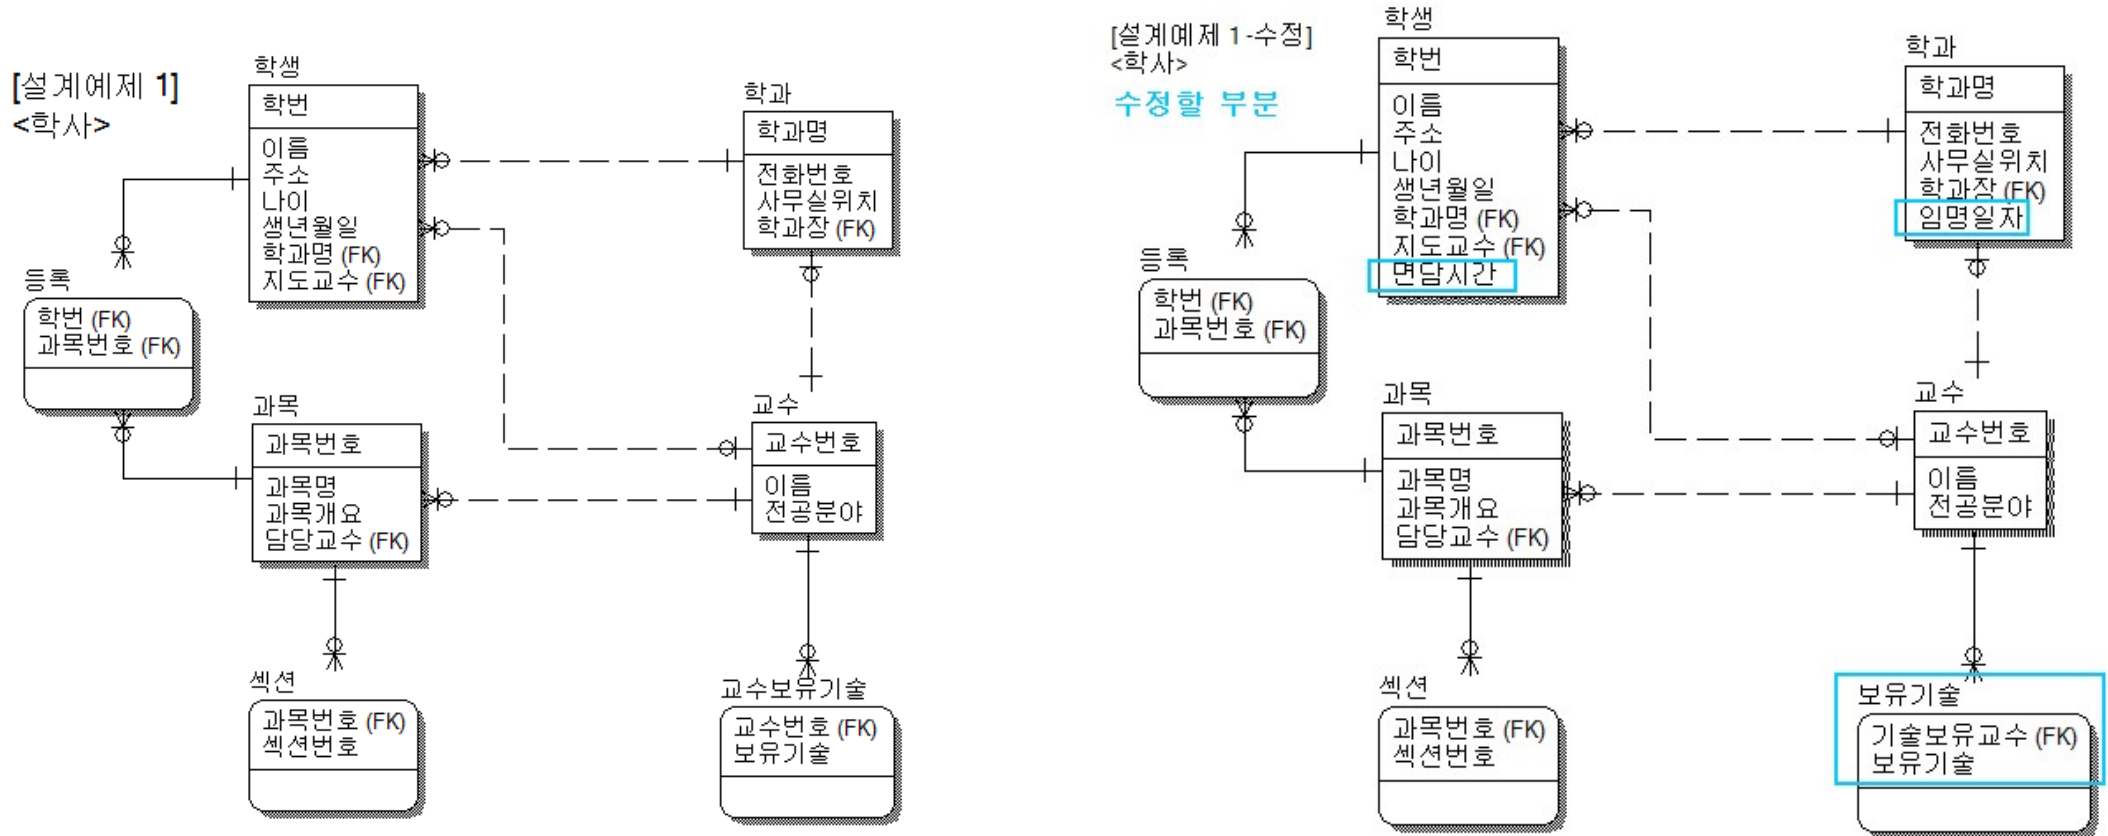 [설계예제 1]
<학사>
학생
학번
이름
주소
나이
생년월일
학과명 (FK)
지도교수 (FK)
학과
학과명
전화번호
사무실위치
학과장 (FK)
등록
학번 (FK)
과목번호 (FK)
과목
과목번호
과목명
과목개요
담당교수 (FK)
교수
교수번호
이름
전공분야
섹션
과목번호 (FK)
섹션번호
교수보유기술
교수번호 (FK)
보유기술
[설계예제 1-수정]
<학사>
수정할 부분
학생
학번
이름
주소
나이
생년월일
학과명 (FK)
지도교수 (FK)
면담시간
학과
학과명
전화번호
사무실위치
학과장 (FK)
임명일자
등록
학번 (FK)
과목번호 (FK)
과목
과목번호
과목명
과목개요
담당교수 (FK)
교수
교수번호
이름
전공분야
섹션
과목번호 (FK)
섹션번호
보유기술
기술보유교수 (FK)
보유기술